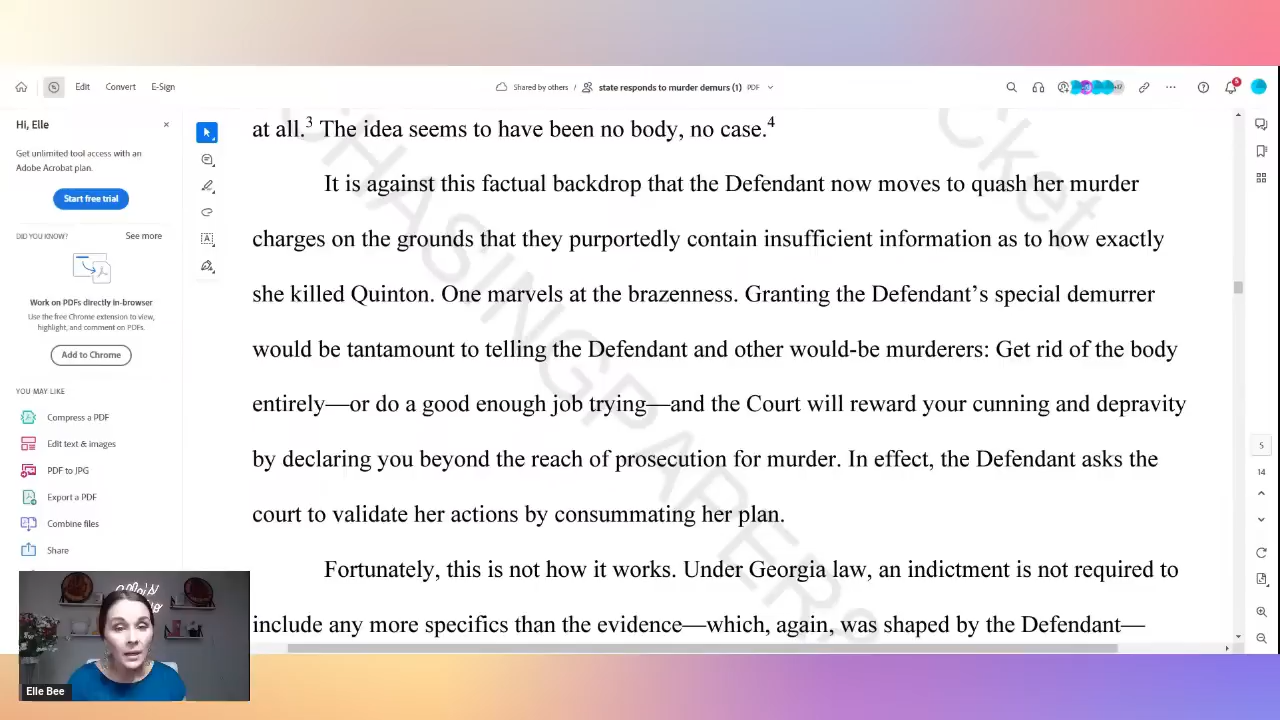 Edit
Convert
E-Sign
Shared by others /
state responds to murder demurs (1) PDF
5
Hi, Elle
Get unlimited tool access with an
Adobe Acrobat plan.
Start free trial
DID YOU KNOW?
See more
Work on PDFs directly in-browser
Use the free Chrome extension to view,
highlight, and comment on PDFs.
Add to Chrome
YOU MAY LIKE
Compress a PDF
Edit text & images
PDF to JPG
Export a PDF
Combine files
Share
at all.3 The idea seems to have been no body, no case.4
It is against this factual backdrop that the Defendant now moves to quash her murder
charges on the grounds that they purportedly contain insufficient information as to how exactly
she killed Quinton. One marvels at the brazenness. Granting the Defendant’s special demurrer
would be tantamount to telling the Defendant and other would-be murderers: Get rid of the body
entirely—or do a good enough job trying—and the Court will reward your cunning and depravity
by declaring you beyond the reach of prosecution for murder. In effect, the Defendant asks the
court to validate her actions by consummating her plan.
Fortunately, this is not how it works. Under Georgia law, an indictment is not required to
include any more specifics than the evidence—which, again, was shaped by the Defendant—
CHASINGPAPERS
cket
5
14
Elle Bee